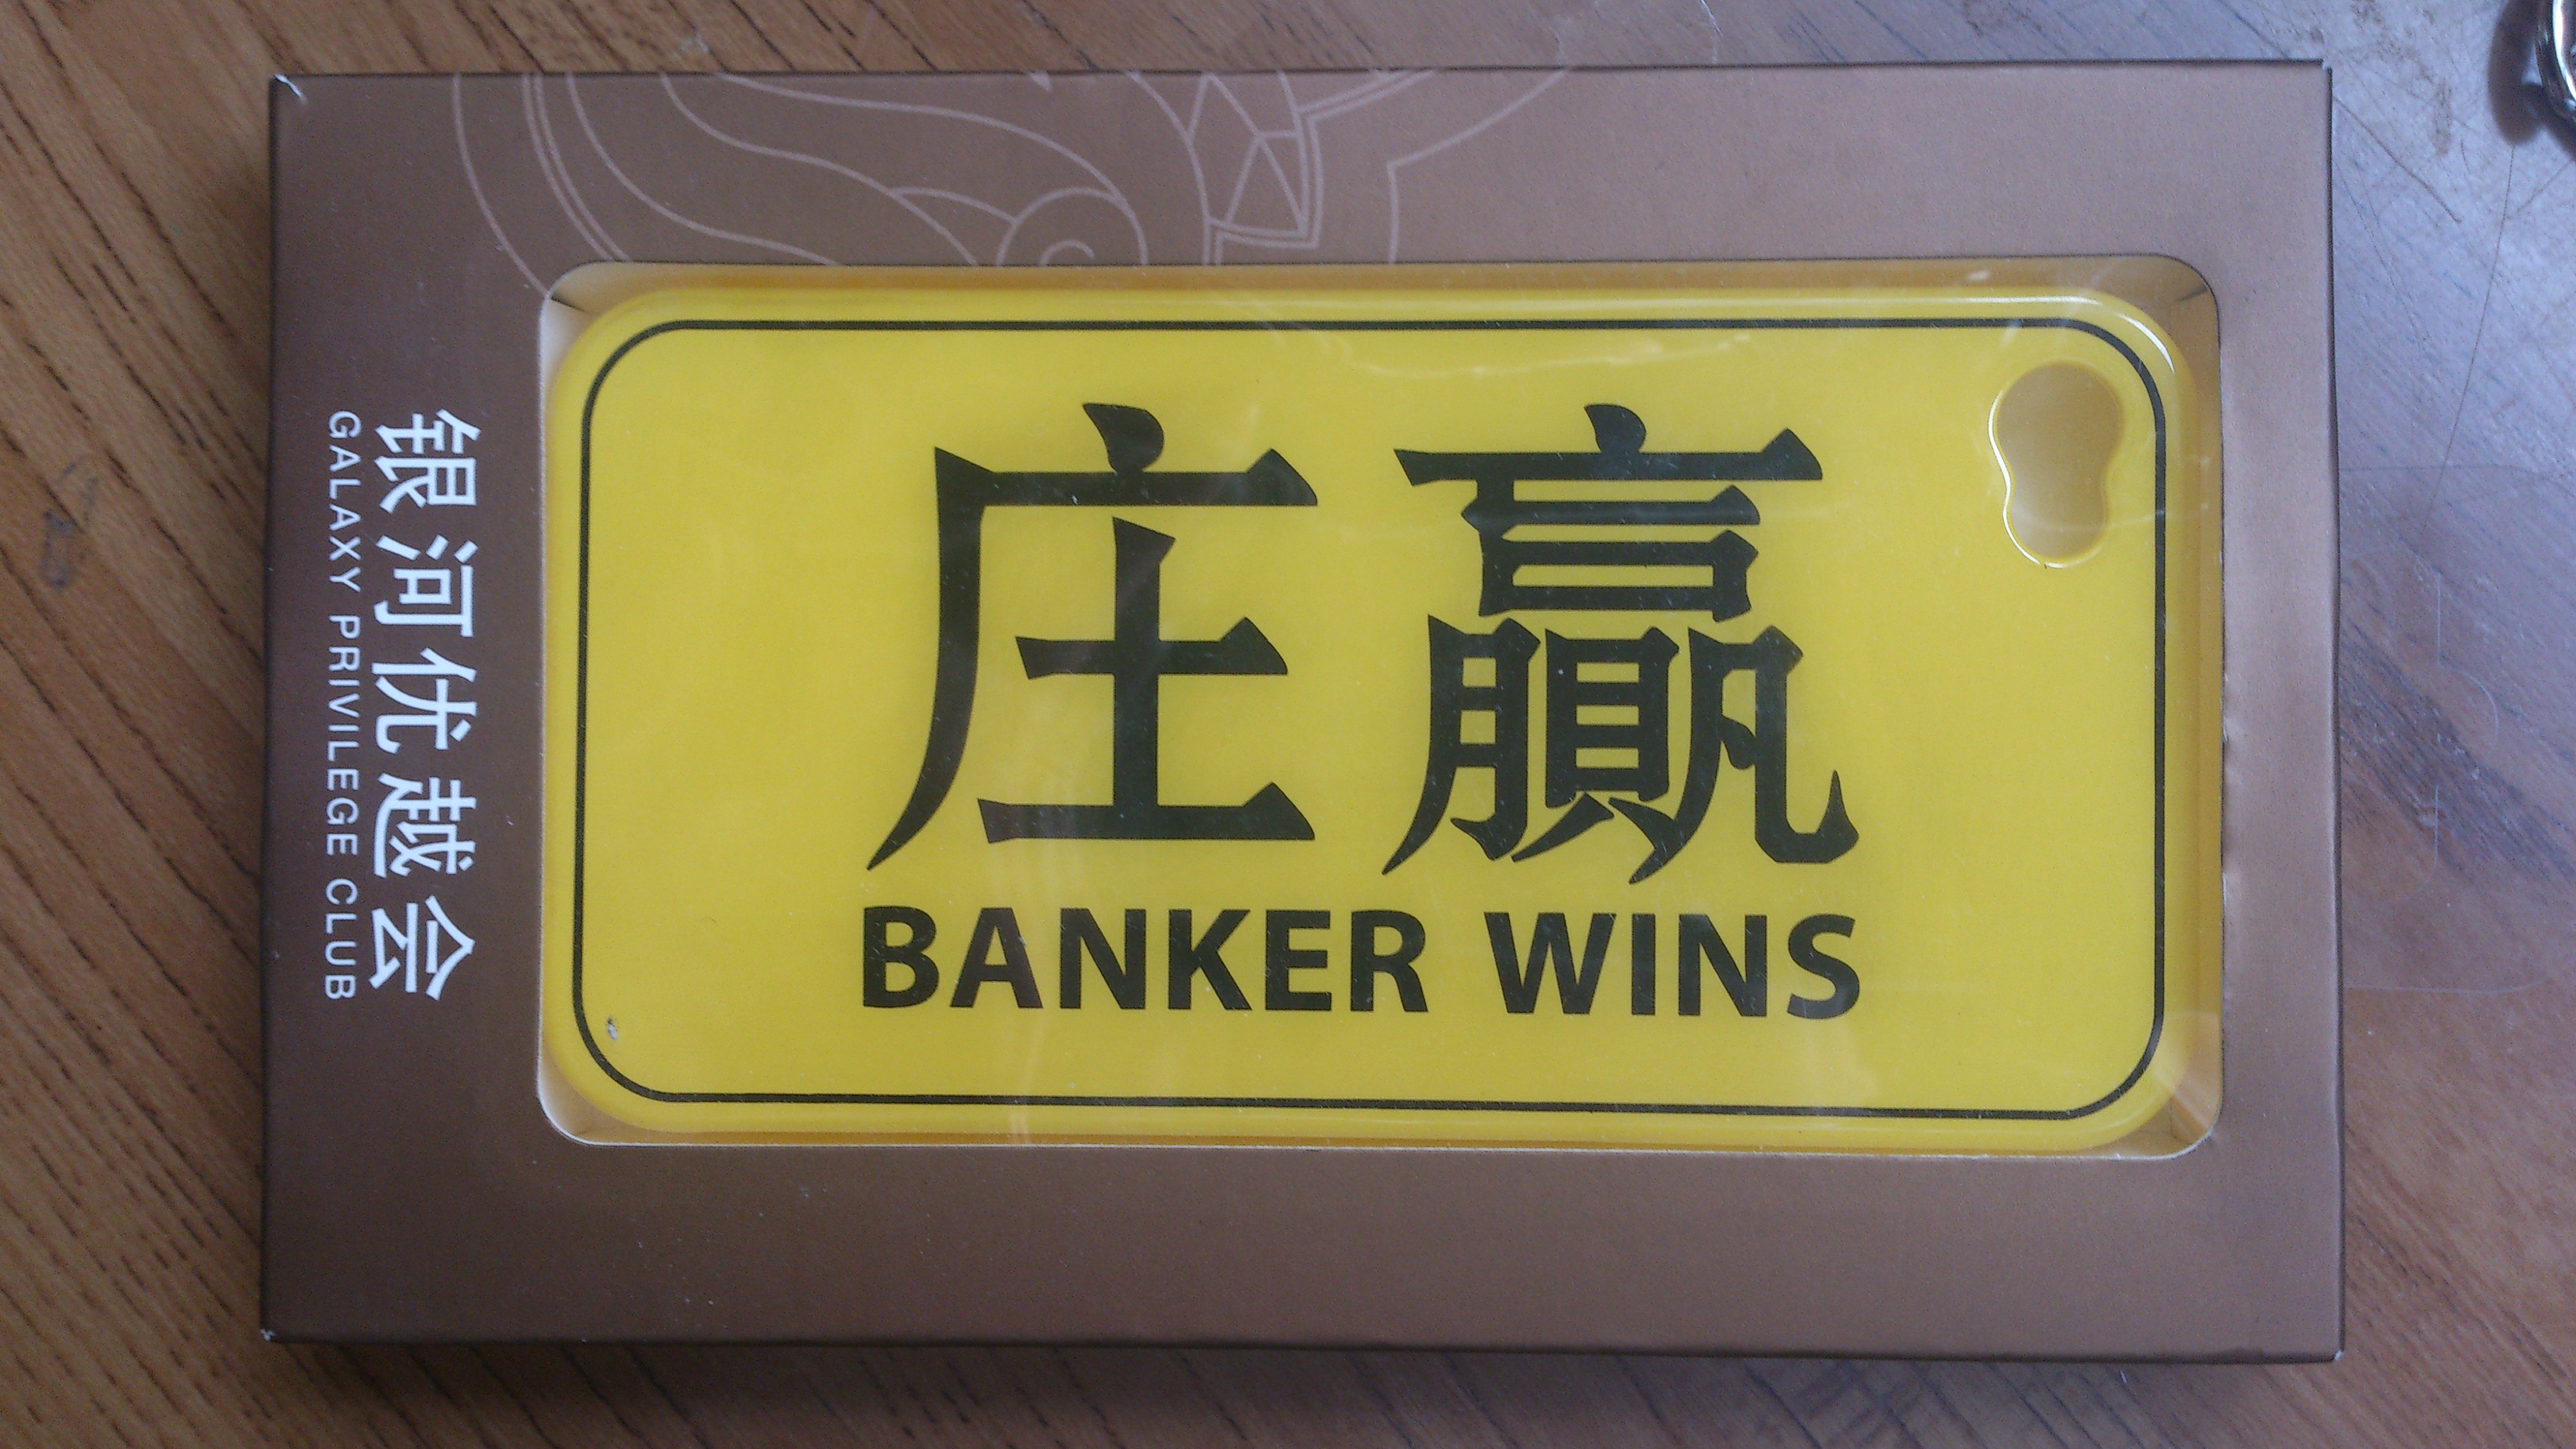 庄赢
BANKER WINS
银河优越会
GALAXY PRIVILEGE CLUB